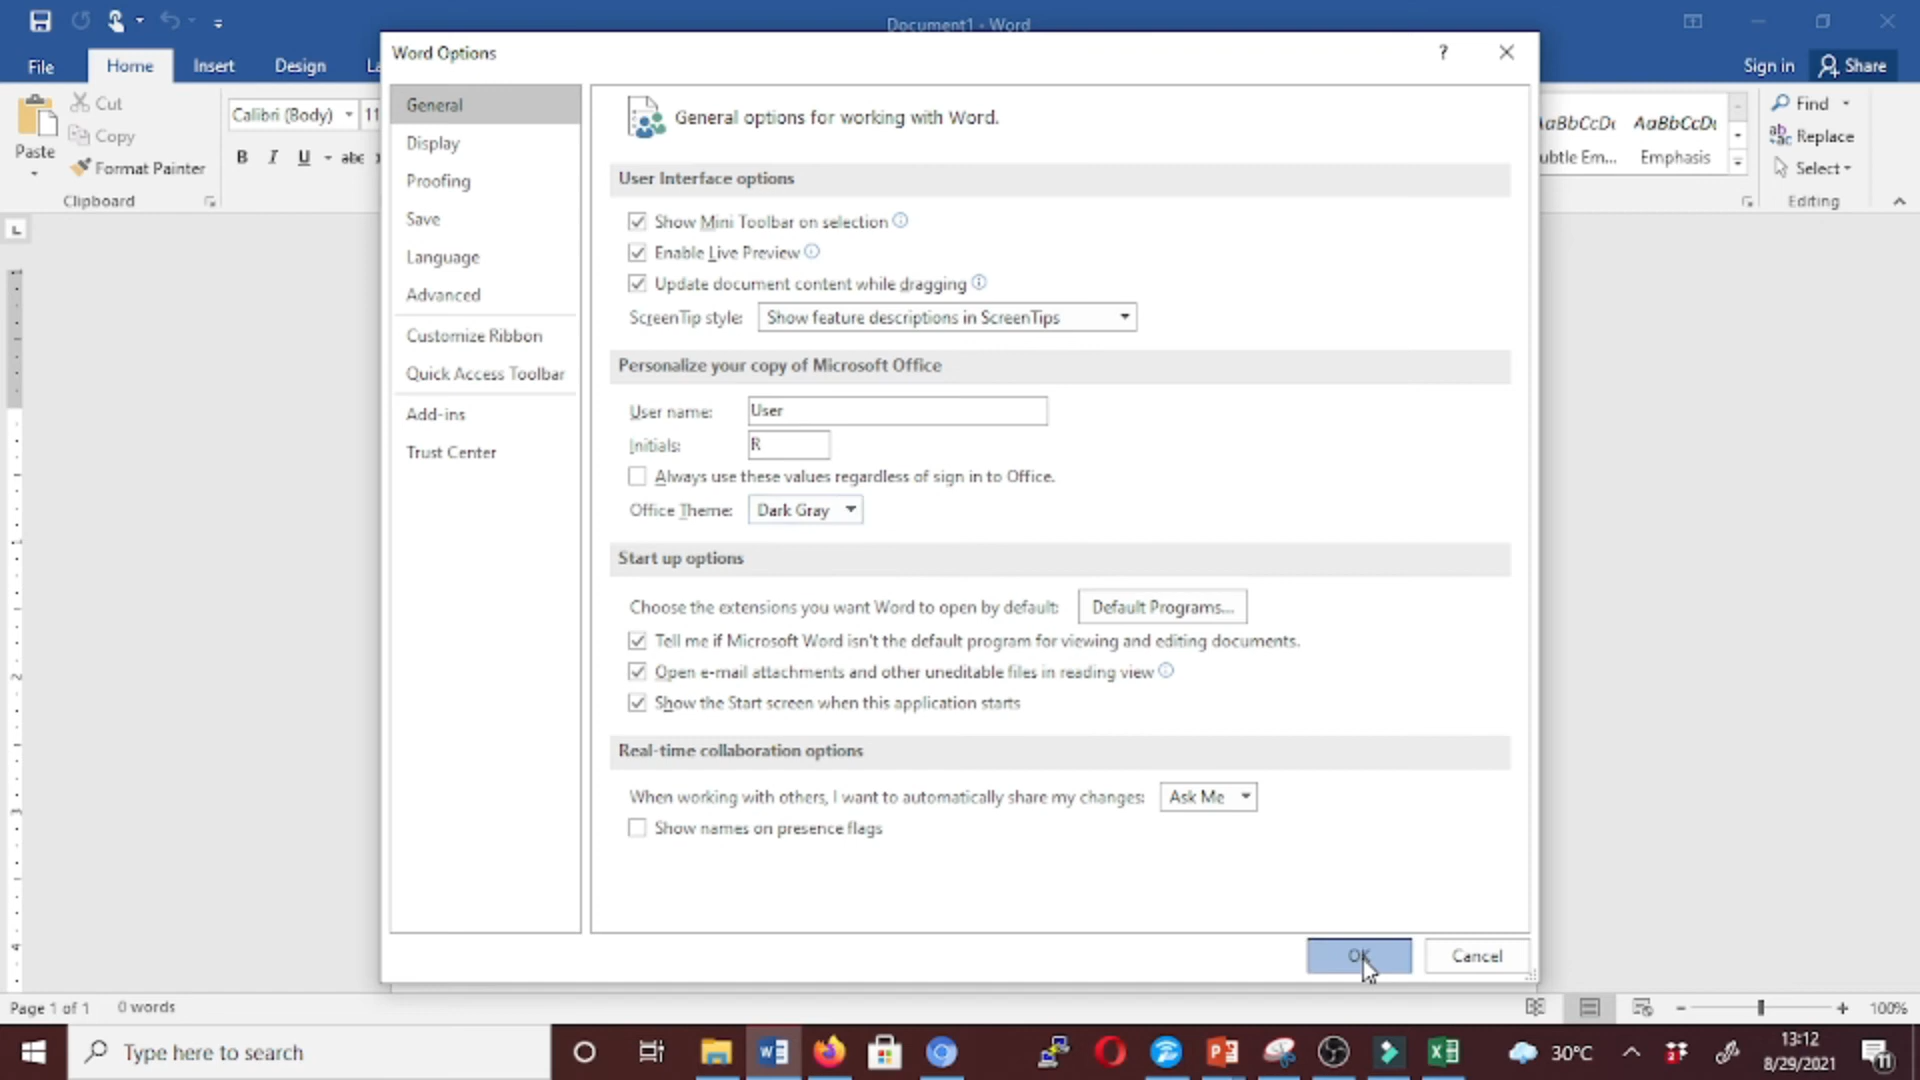 Document1 - Word
File
Home
Insert
Design
Sign in
Share
Word Options
?
Paste
Cut
Copy
Format Painter
Clipboard
Calibri (Body)
11
B I U abc
AaBbCcDc
Emphasis
Find
Replace
Select
Editing
General
Display
Proofing
Save
Language
Advanced
Customize Ribbon
Quick Access Toolbar
Add-ins
Trust Center
General options for working with Word.
User Interface options
Show Mini Toolbar on selection
Enable Live Preview
Update document content while dragging
ScreenTip style: Show feature descriptions in ScreenTips
Personalize your copy of Microsoft Office
User name: User
Initials: R
Always use these values regardless of sign in to Office.
Office Theme: Dark Gray
Start up options
Choose the extensions you want Word to open by default: Default Programs...
Tell me if Microsoft Word isn't the default program for viewing and editing documents.
Open e-mail attachments and other uneditable files in reading view
Show the Start screen when this application starts
Real-time collaboration options
When working with others, I want to automatically share my changes: Ask Me
Show names on presence flags
OK
Cancel
Page 1 of 1 0 words
100%
Type here to search
30°C
13:12
8/29/2021
11